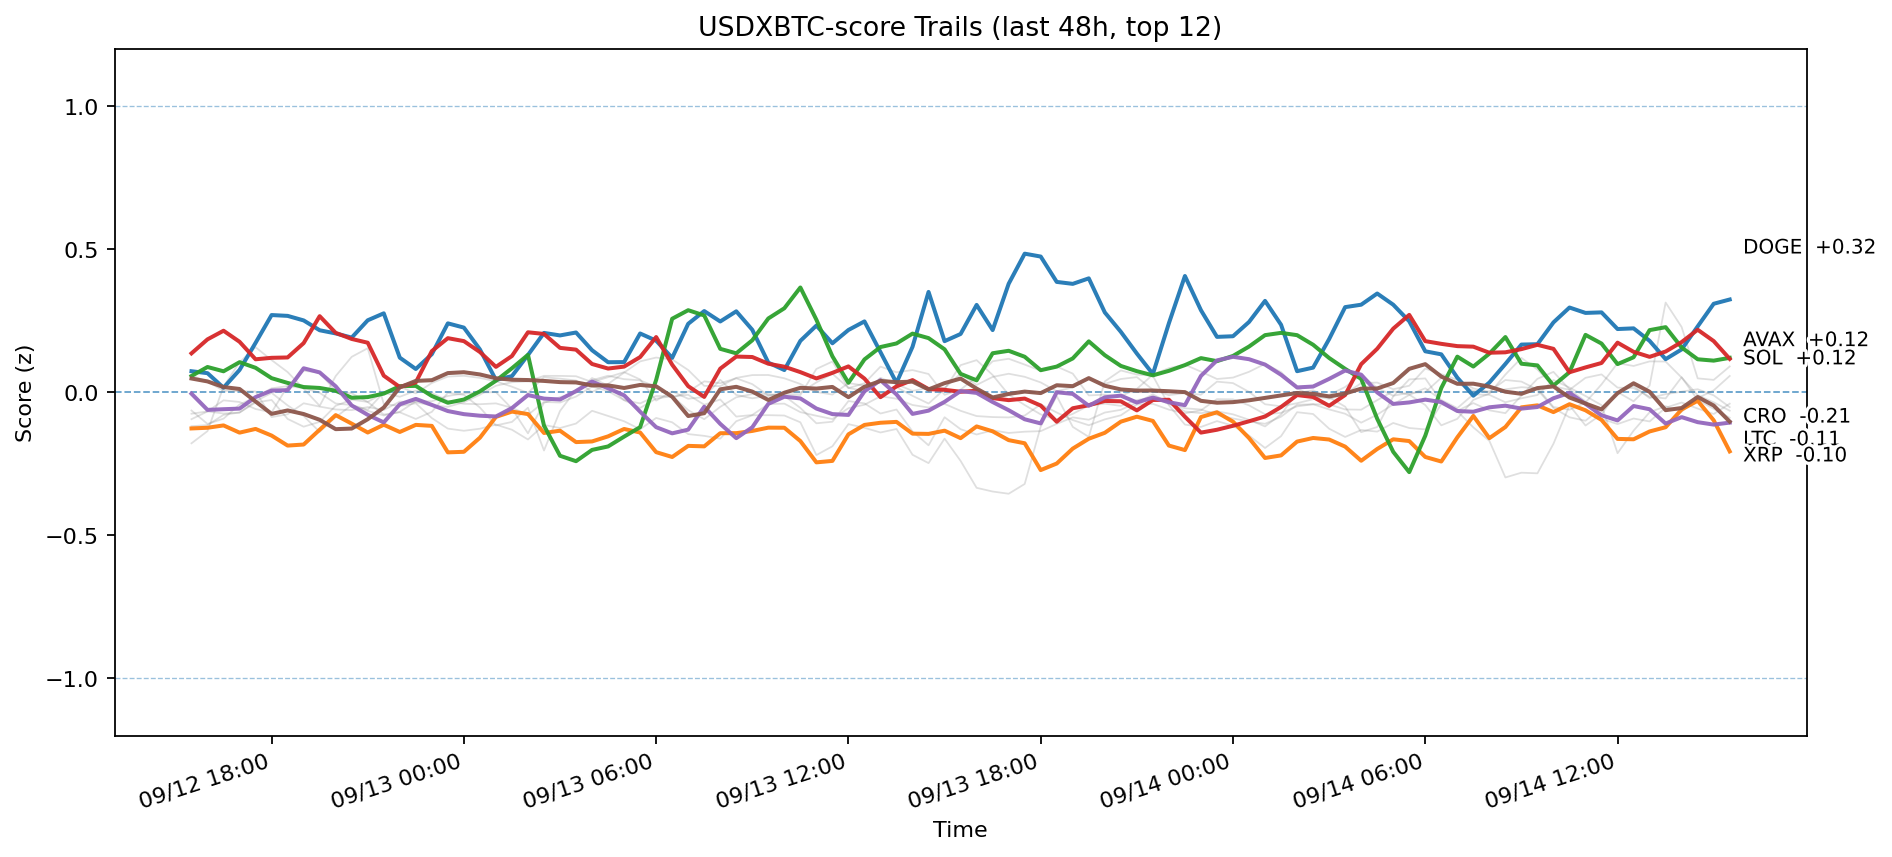 USDXBTC-score Trails (last 48h, top 12)
Score (z)
1.0
0.5
0.0
−0.5
−1.0
DOGE +0.32
AVAX +0.12
SOL +0.12
CRO -0.21
LTC -0.11
XRP -0.10
09/12 18:00
09/13 00:00
09/13 06:00
09/13 12:00
09/13 18:00
09/14 00:00
09/14 06:00
09/14 12:00
Time